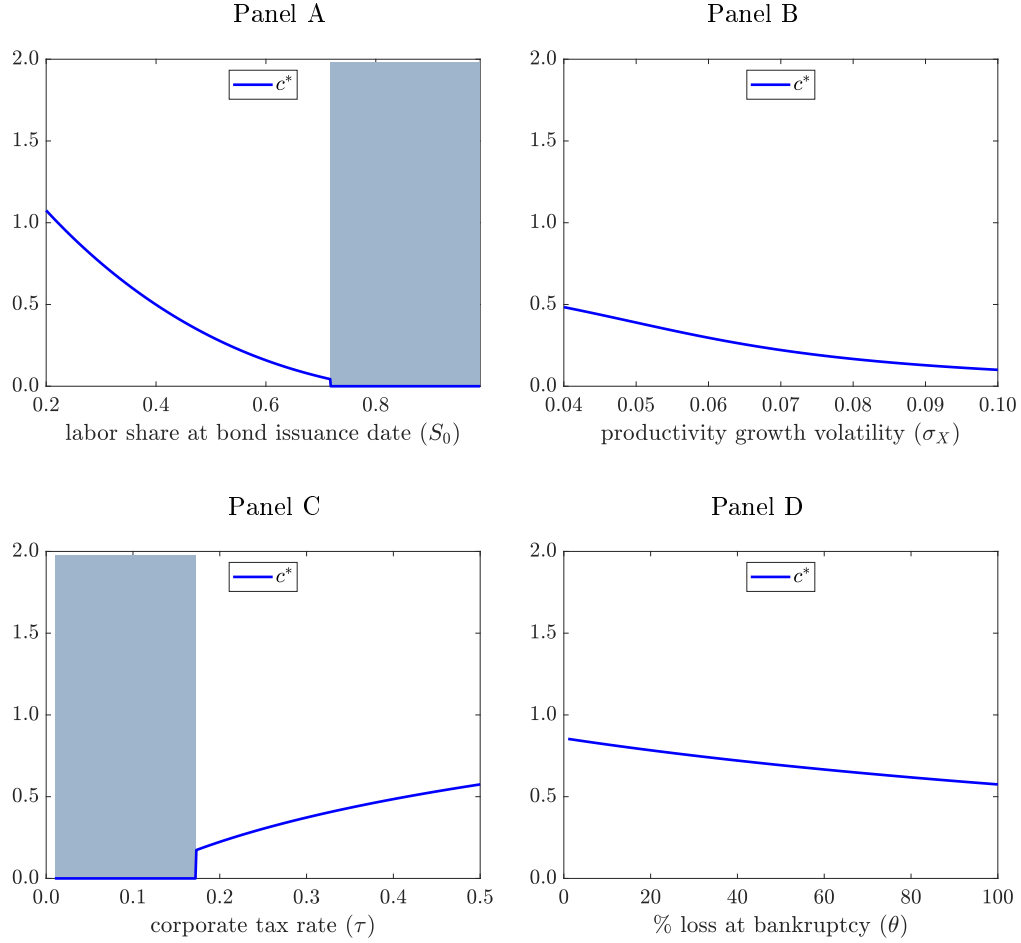 Panel A
2.0
1.5
1.0
0.5
0.0
c*
0.2 0.4 0.6 0.8
labor share at bond issuance date (S₀)
Panel B
2.0
1.5
1.0
0.5
0.0
c*
0.04 0.05 0.06 0.07 0.08 0.09 0.10
productivity growth volatility (σ_X)
Panel C
2.0
1.5
1.0
0.5
0.0
c*
0.0 0.1 0.2 0.3 0.4 0.5
corporate tax rate (τ)
Panel D
2.0
1.5
1.0
0.5
0.0
c*
0 20 40 60 80 100
% loss at bankruptcy (θ)